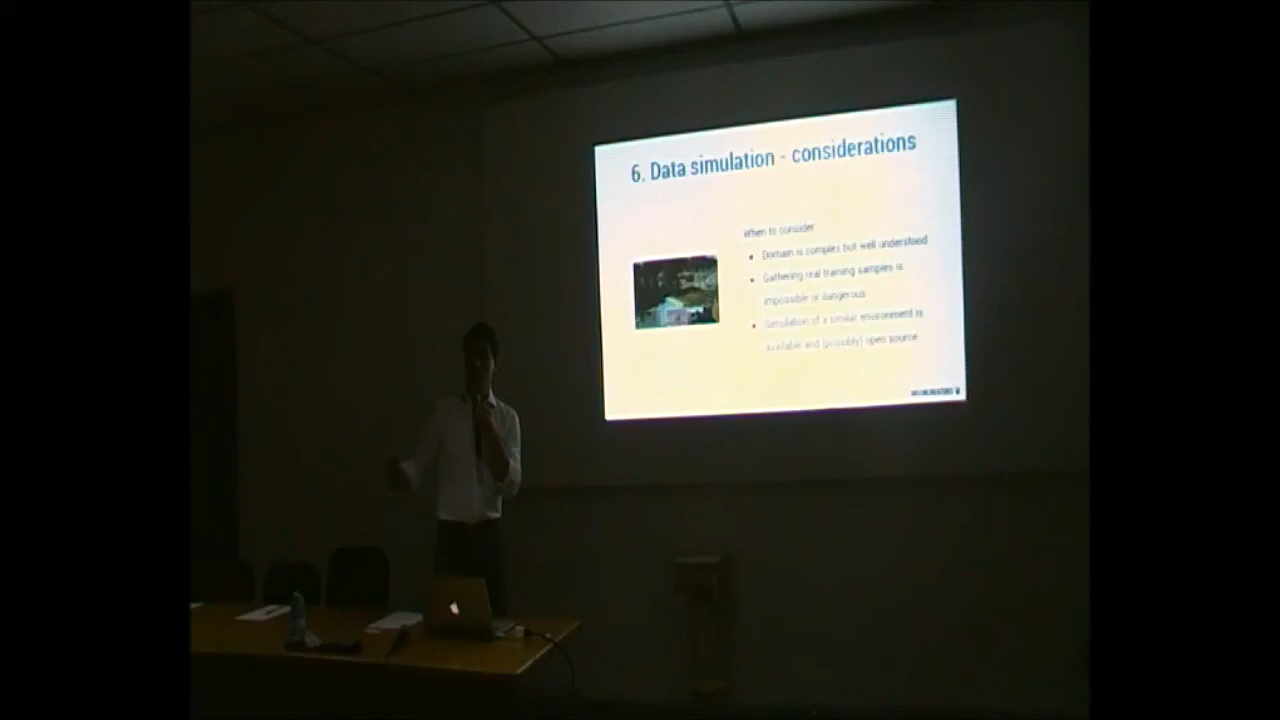 6. Data simulation - considerations
When to consider
• Domain is complex but well understood
• Gathering real training samples is
impossible or dangerous
• Simulation of a similar environment is
available and (possibly) open source